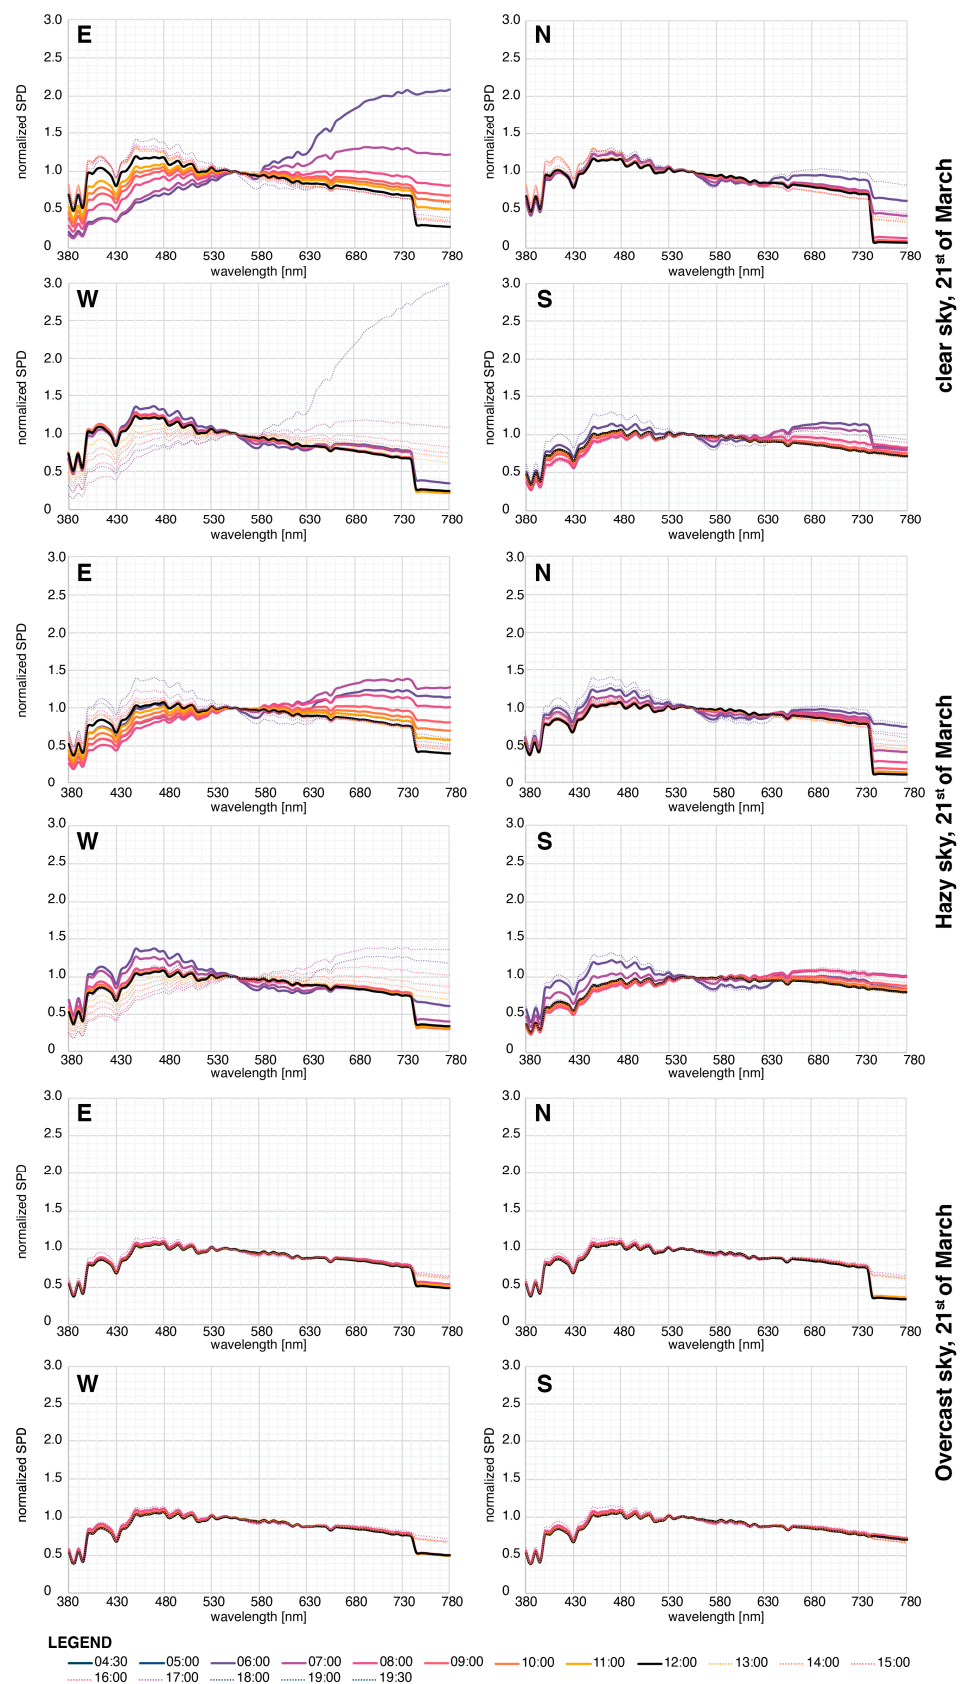 E
N
3.0
2.5
2.0
1.5
1.0
0.5
0
normalized SPD
380 430 480 530 580 630 680 730 780
wavelength [nm]
3.0
2.5
2.0
1.5
1.0
0.5
0
normalized SPD
380 430 480 530 580 630 680 730 780
wavelength [nm]
W
S
3.0
2.5
2.0
1.5
1.0
0.5
0
normalized SPD
380 430 480 530 580 630 680 730 780
wavelength [nm]
3.0
2.5
2.0
1.5
1.0
0.5
0
normalized SPD
380 430 480 530 580 630 680 730 780
wavelength [nm]
clear sky, 21st of March
E
N
3.0
2.5
2.0
1.5
1.0
0.5
0
normalized SPD
380 430 480 530 580 630 680 730 780
wavelength [nm]
3.0
2.5
2.0
1.5
1.0
0.5
0
380 430 480 530 580 630 680 730 780
wavelength [nm]
W
S
3.0
2.5
2.0
1.5
1.0
0.5
0
normalized SPD
380 430 480 530 580 630 680 730 780
wavelength [nm]
3.0
2.5
2.0
1.5
1.0
0.5
0
normalized SPD
380 430 480 530 580 630 680 730 780
wavelength [nm]
Hazy sky, 21st of March
E
N
3.0
2.5
2.0
1.5
1.0
0.5
0
normalized SPD
380 430 480 530 580 630 680 730 780
wavelength [nm]
3.0
2.5
2.0
1.5
1.0
0.5
0
380 430 480 530 580 630 680 730 780
wavelength [nm]
W
S
3.0
2.5
2.0
1.5
1.0
0.5
0
normalized SPD
380 430 480 530 580 630 680 730 780
wavelength [nm]
3.0
2.5
2.0
1.5
1.0
0.5
0
normalized SPD
380 430 480 530 580 630 680 730 780
wavelength [nm]
Overcast sky, 21st of March
LEGEND
04:30 05:00 06:00 07:00 08:00 09:00 10:00 11:00 12:00 13:00 14:00 15:00
16:00 17:00 18:00 19:00 19:30